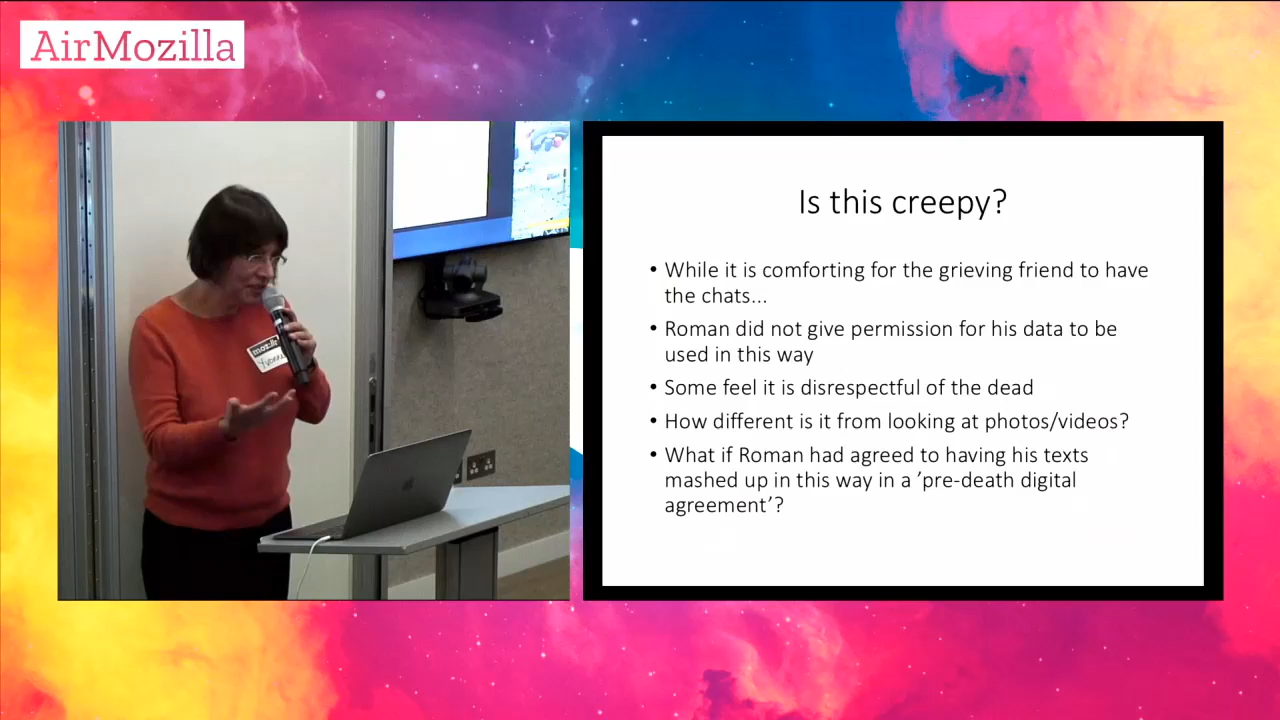 AirMozilla
moz://a
Yvonne
Is this creepy?
• While it is comforting for the grieving friend to have
the chats...
• Roman did not give permission for his data to be
used in this way
• Some feel it is disrespectful of the dead
• How different is it from looking at photos/videos?
• What if Roman had agreed to having his texts
mashed up in this way in a ’pre-death digital
agreement’?